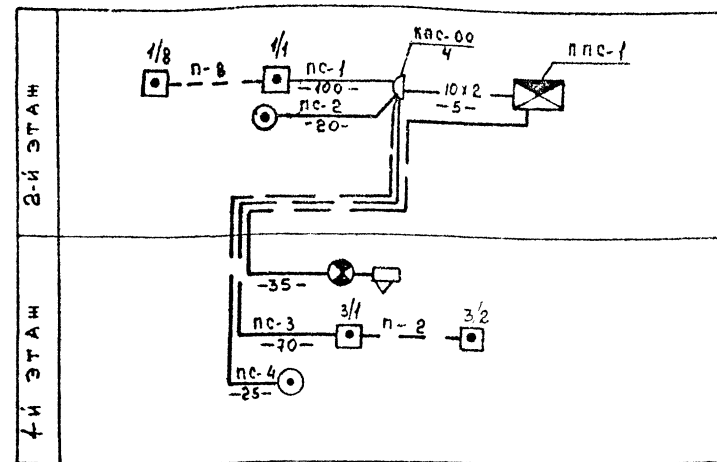 2-й ЭТАЖ
1/8
п-8
1/1
ПС-1
-100-
ПС-2
-20-
КПС-00
4
10х2
-5-
ППС-1
1-й ЭТАЖ
-35-
ПС-3
-70-
3/1
п-2
3/2
ПС-4
-25-